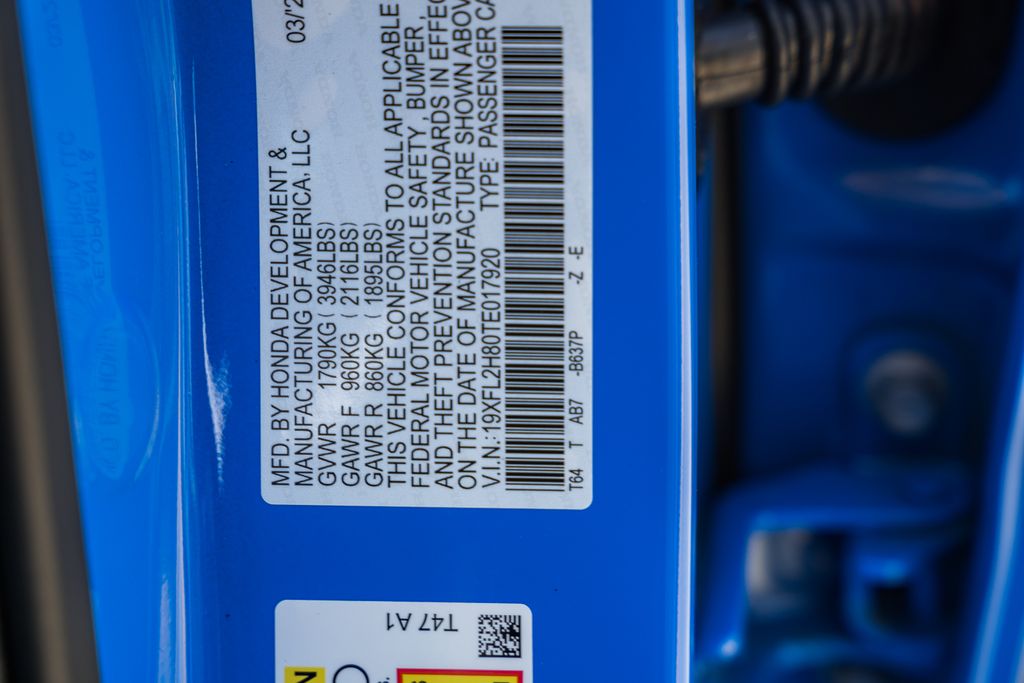 MFD. BY HONDA DEVELOPMENT &
MANUFACTURING OF AMERICA, LLC 03/2
GVWR 1790KG ( 3946LBS)
GAWR F 960KG ( 2116LBS)
GAWR R 860KG ( 1895LBS)
THIS VEHICLE CONFORMS TO ALL APPLICABLE
FEDERAL MOTOR VEHICLE SAFETY, BUMPER,
AND THEFT PREVENTION STANDARDS IN EFFEC
ON THE DATE OF MANUFACTURE SHOWN ABOV
V.I.N.:19XFL2H80TE017920 TYPE: PASSENGER CA
T64 T AB7 -B637P -Z -E
T47 A1